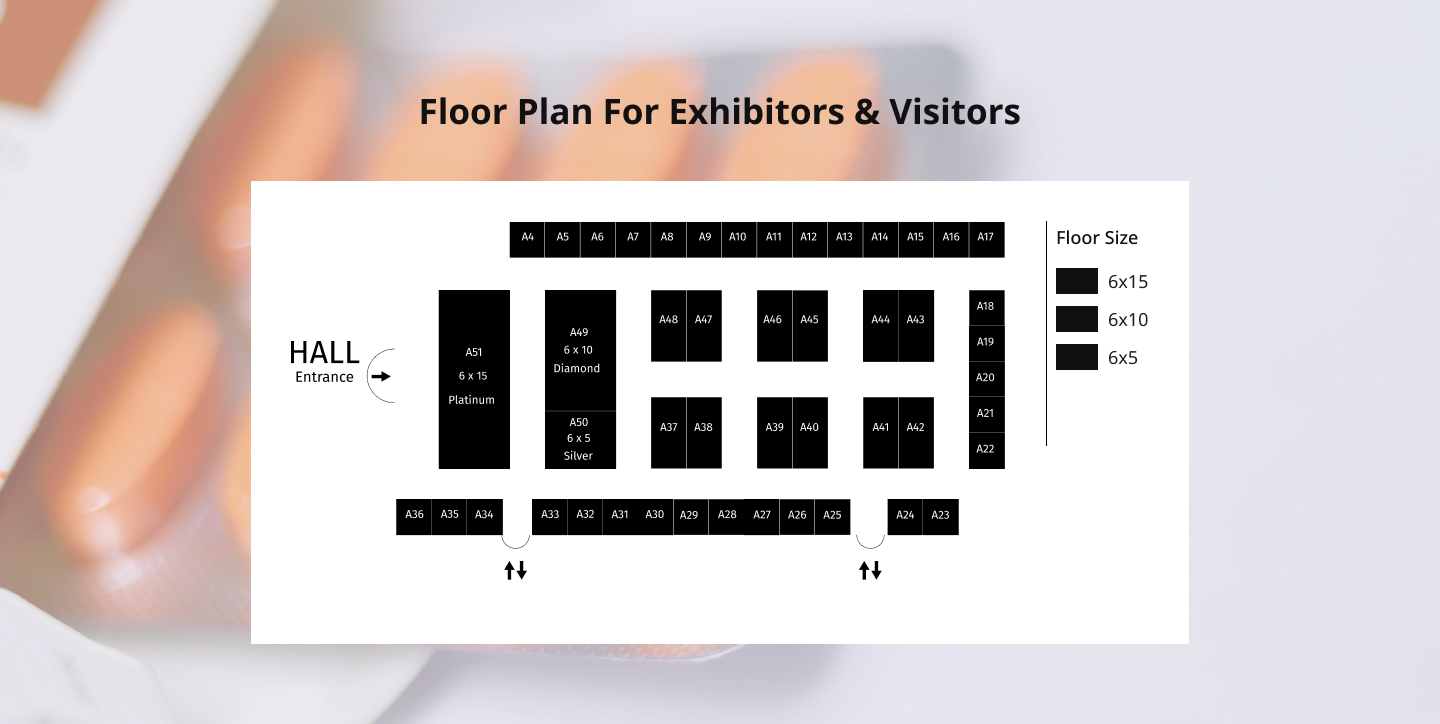 Floor Plan For Exhibitors & Visitors
A4 A5 A6 A7 A8 A9 A10 A11 A12 A13 A14 A15 A16 A17
Floor Size
6x15
6x10
6x5
HALL
Entrance
A51
6 x 15
Platinum
A49
6 x 10
Diamond
A50
6 x 5
Silver
A48 A47 A46 A45 A44 A43
A37 A38 A39 A40 A41 A42
A18
A19
A20
A21
A22
A36 A35 A34 A33 A32 A31 A30 A29 A28 A27 A26 A25 A24 A23